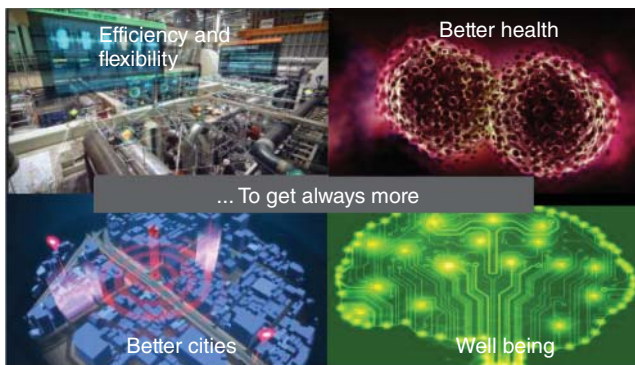 Efficiency and
flexibility
Better health
... To get always more
Better cities
Well being